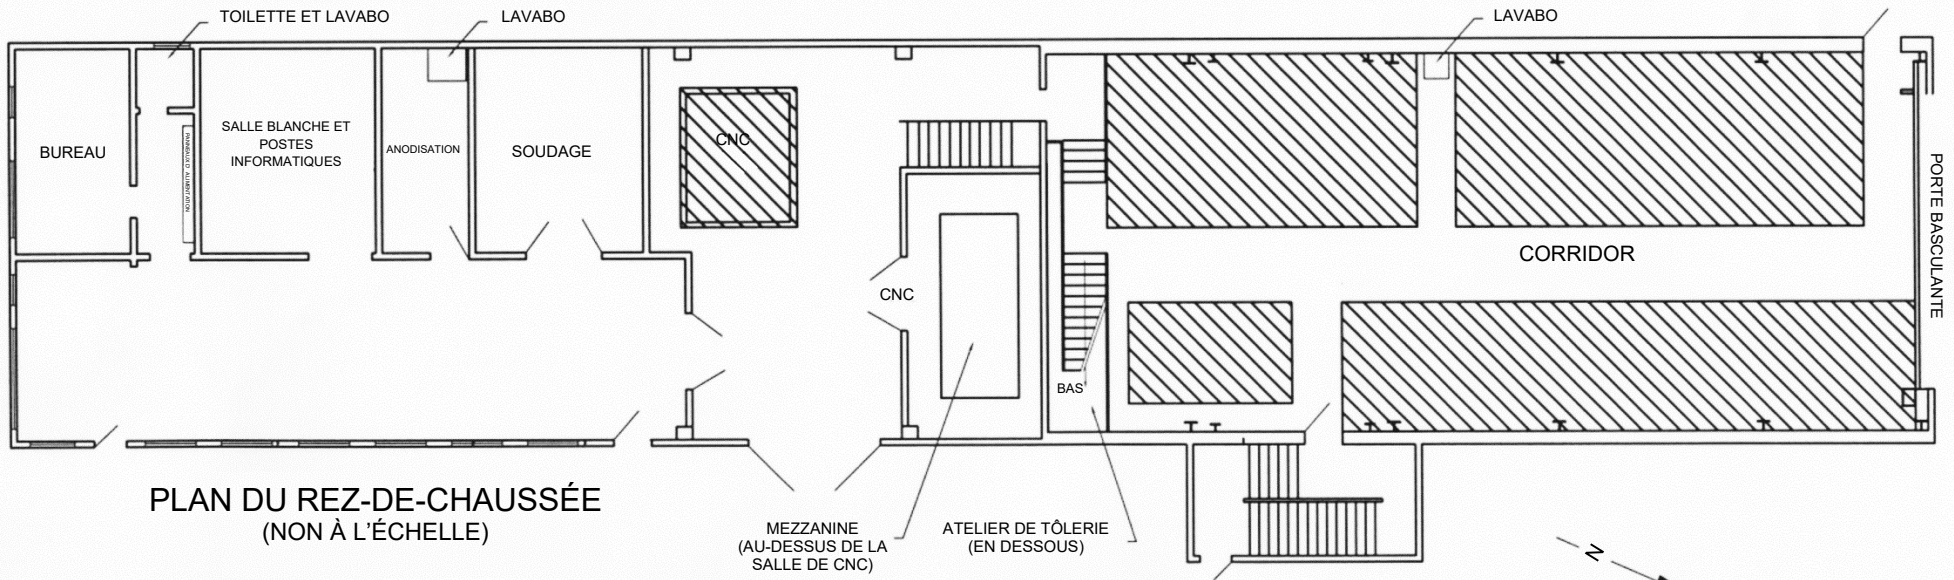 TOILETTE ET LAVABO
LAVABO
LAVABO
BUREAU
PANNEAUX D'ALIMENTATION
SALLE BLANCHE ET
POSTES
INFORMATIQUES
ANODISATION
SOUDAGE
CNC
CNC
CORRIDOR
PORTE BASCULANTE
BAS
PLAN DU REZ-DE-CHAUSSÉE
(NON À L'ÉCHELLE)
MEZZANINE
(AU-DESSUS DE LA
SALLE DE CNC)
ATELIER DE TÔLERIE
(EN DESSOUS)
N